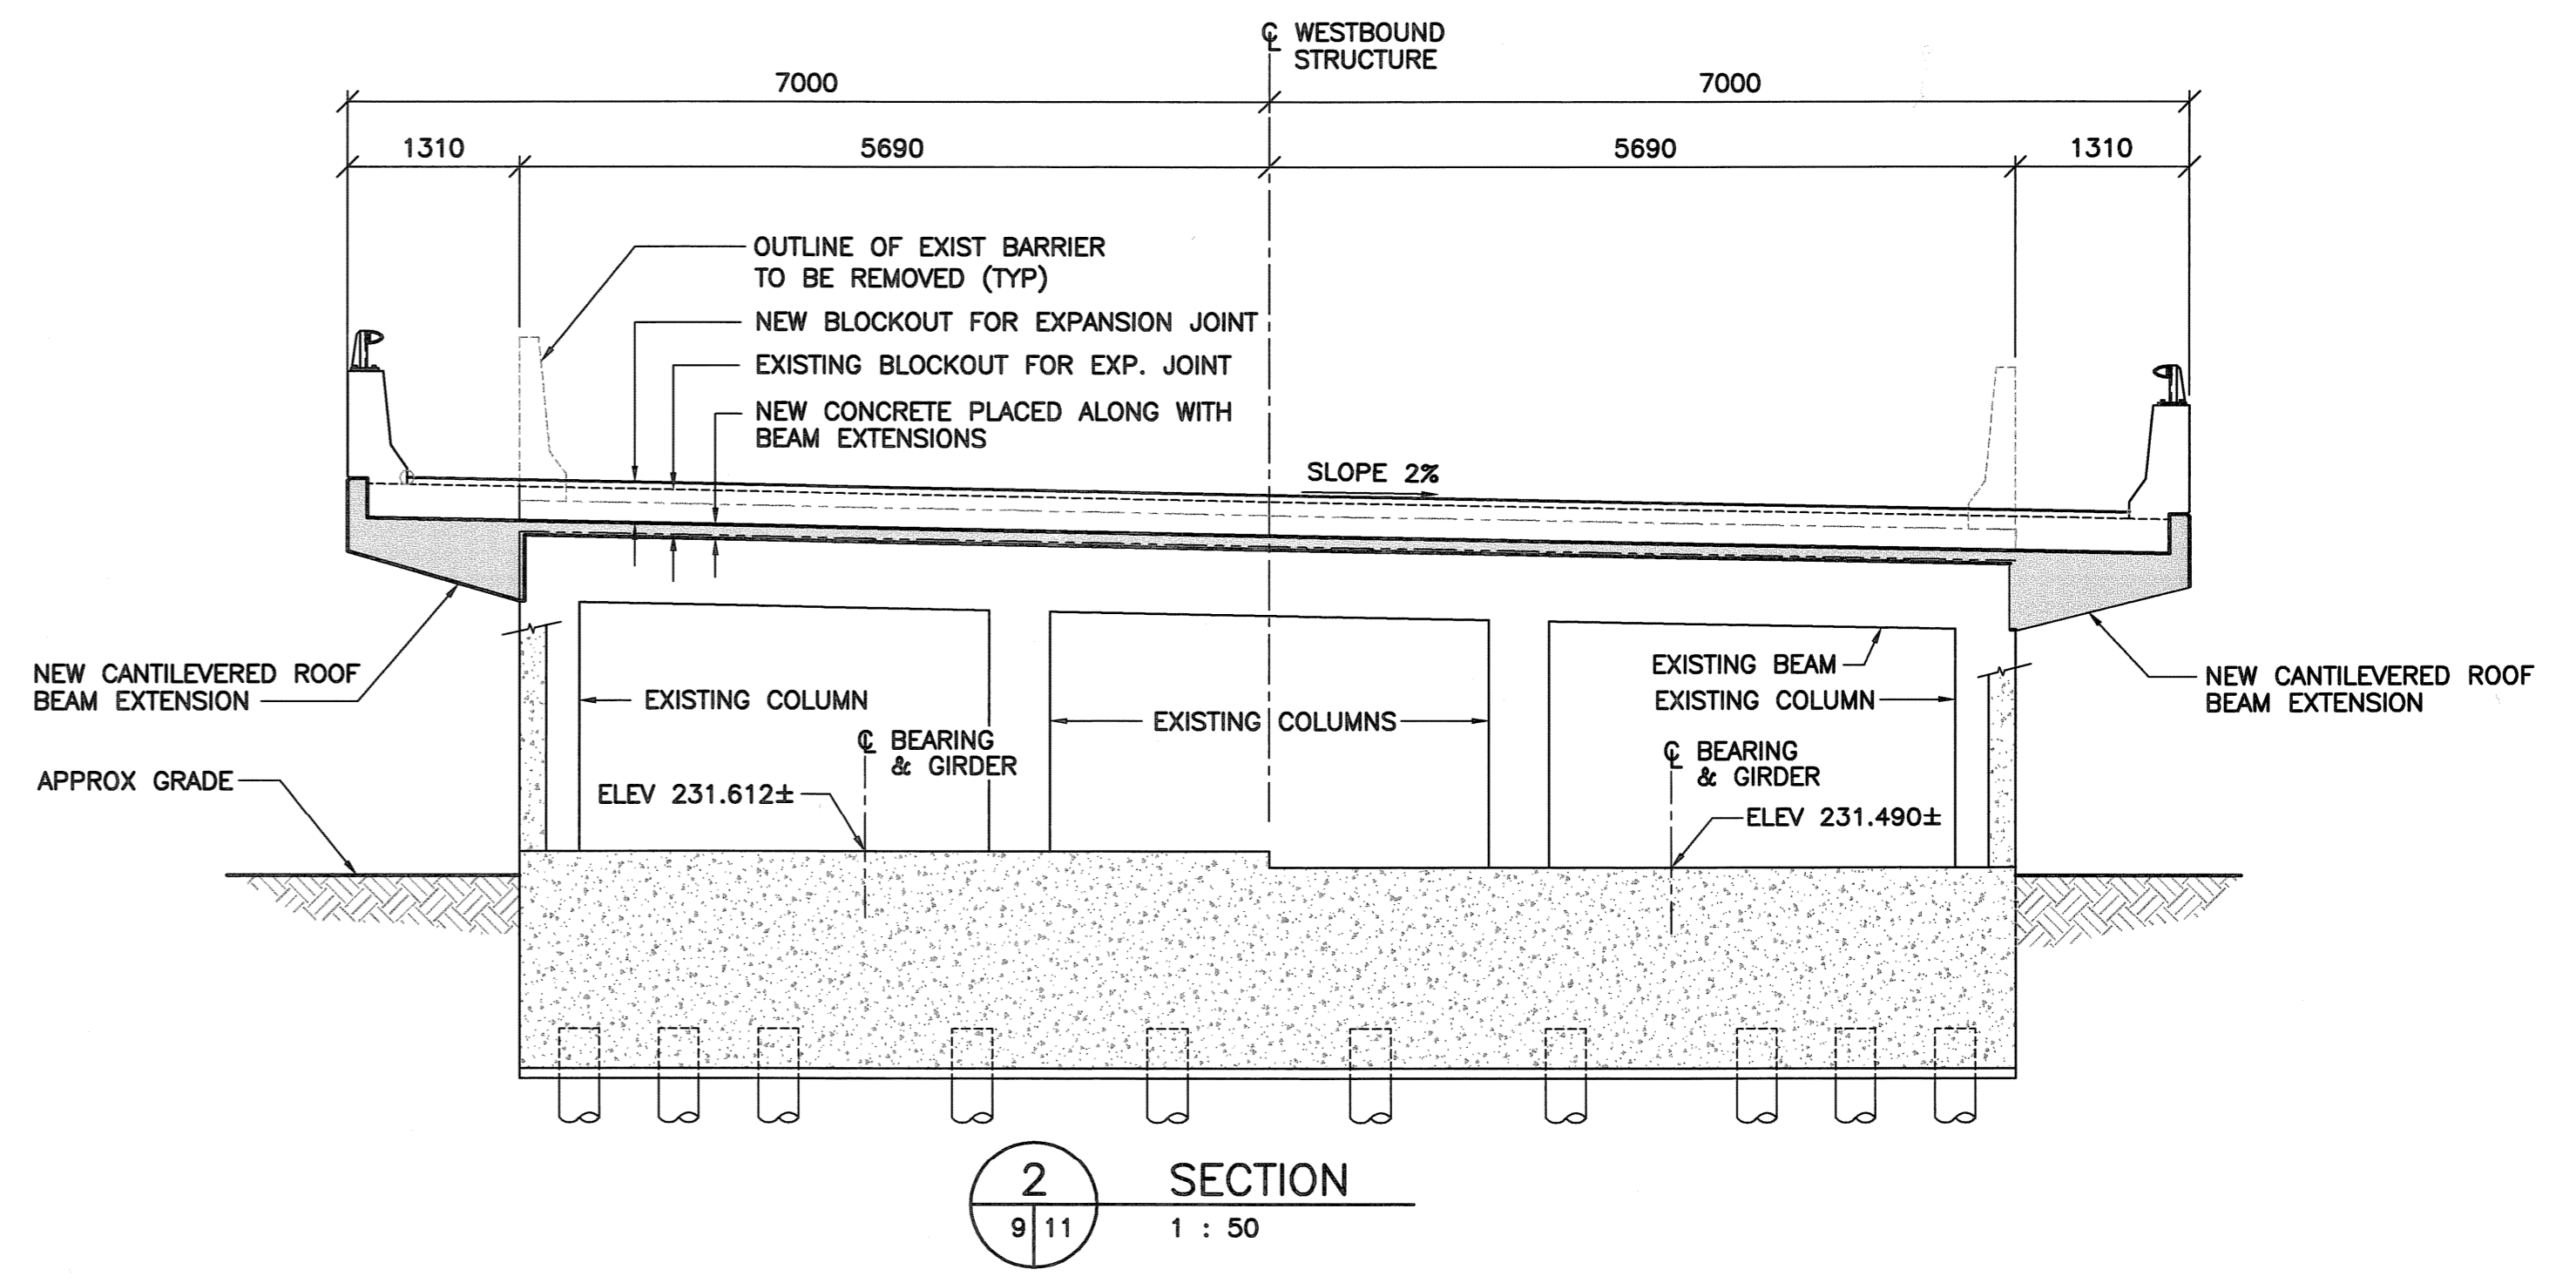 ℄ WESTBOUND
STRUCTURE
7000
7000
1310
5690
5690
1310
OUTLINE OF EXIST BARRIER
TO BE REMOVED (TYP)
NEW BLOCKOUT FOR EXPANSION JOINT
EXISTING BLOCKOUT FOR EXP. JOINT
NEW CONCRETE PLACED ALONG WITH
BEAM EXTENSIONS
SLOPE 2%
NEW CANTILEVERED ROOF
BEAM EXTENSION
EXISTING COLUMN
EXISTING COLUMNS
EXISTING BEAM
EXISTING COLUMN
NEW CANTILEVERED ROOF
BEAM EXTENSION
℄ BEARING
& GIRDER
℄ BEARING
& GIRDER
APPROX GRADE
ELEV 231.612±
ELEV 231.490±
2
9 11
SECTION
1 : 50